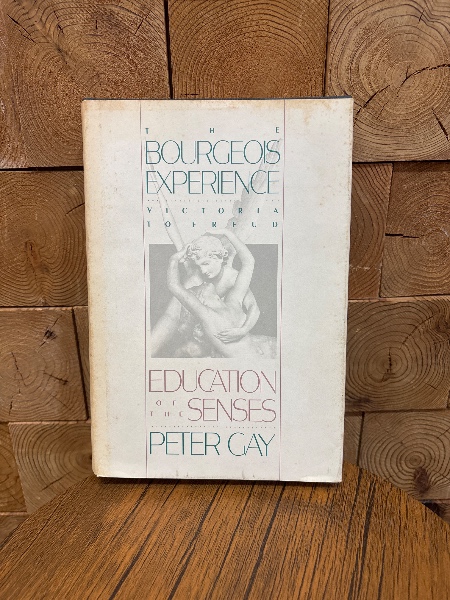 THE
BOURGEOIS
EXPERIENCE
VICTORIA
TO FREUD
EDUCATION
OF
THE SENSES
PETER GAY